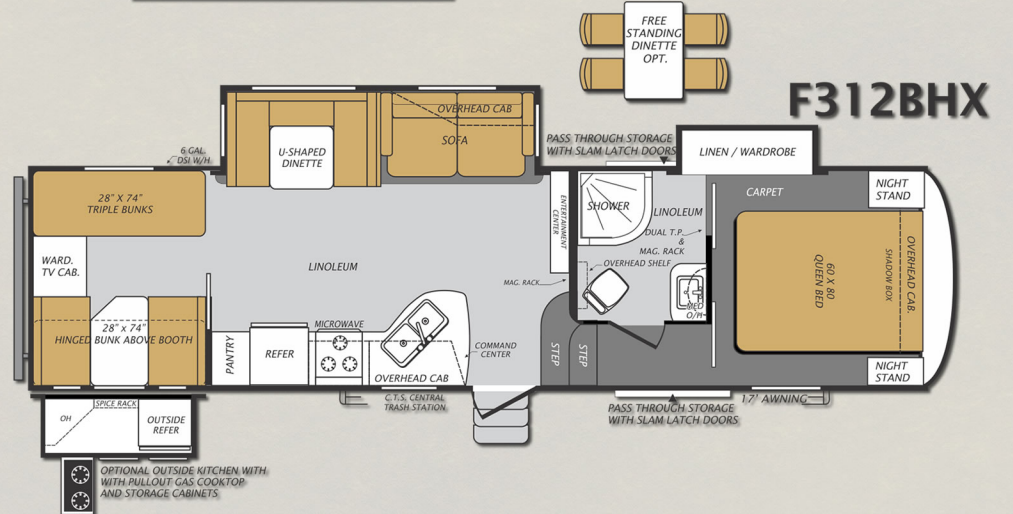 FREE
STANDING
DINETTE
OPT.
F312BHX
OVERHEAD CAB
SOFA
U-SHAPED
DINETTE
6 GAL.
DSI W/H
PASS THROUGH STORAGE
WITH SLAM LATCH DOORS
LINEN / WARDROBE
28" X 74"
TRIPLE BUNKS
WARD.
TV CAB.
LINOLEUM
ENTERTAINMENT
CENTER
SHOWER
LINOLEUM
DUAL T.P.
&
MAG. RACK
OVERHEAD SHELF
MAG. RACK
MED
O/H
CARPET
NIGHT
STAND
60 X 80
QUEEN BED
OVERHEAD CAB.
SHADOW BOX
NIGHT
STAND
28" x 74"
HINGED BUNK ABOVE BOOTH
PANTRY
REFER
MICROWAVE
COMMAND
CENTER
OVERHEAD CAB
STEP
STEP
C.T.S. CENTRAL
TRASH STATION
PASS THROUGH STORAGE
WITH SLAM LATCH DOORS
17' AWNING
SPICE RACK
OH
OUTSIDE
REFER
OPTIONAL OUTSIDE KITCHEN WITH
WITH PULLOUT GAS COOKTOP
AND STORAGE CABINETS